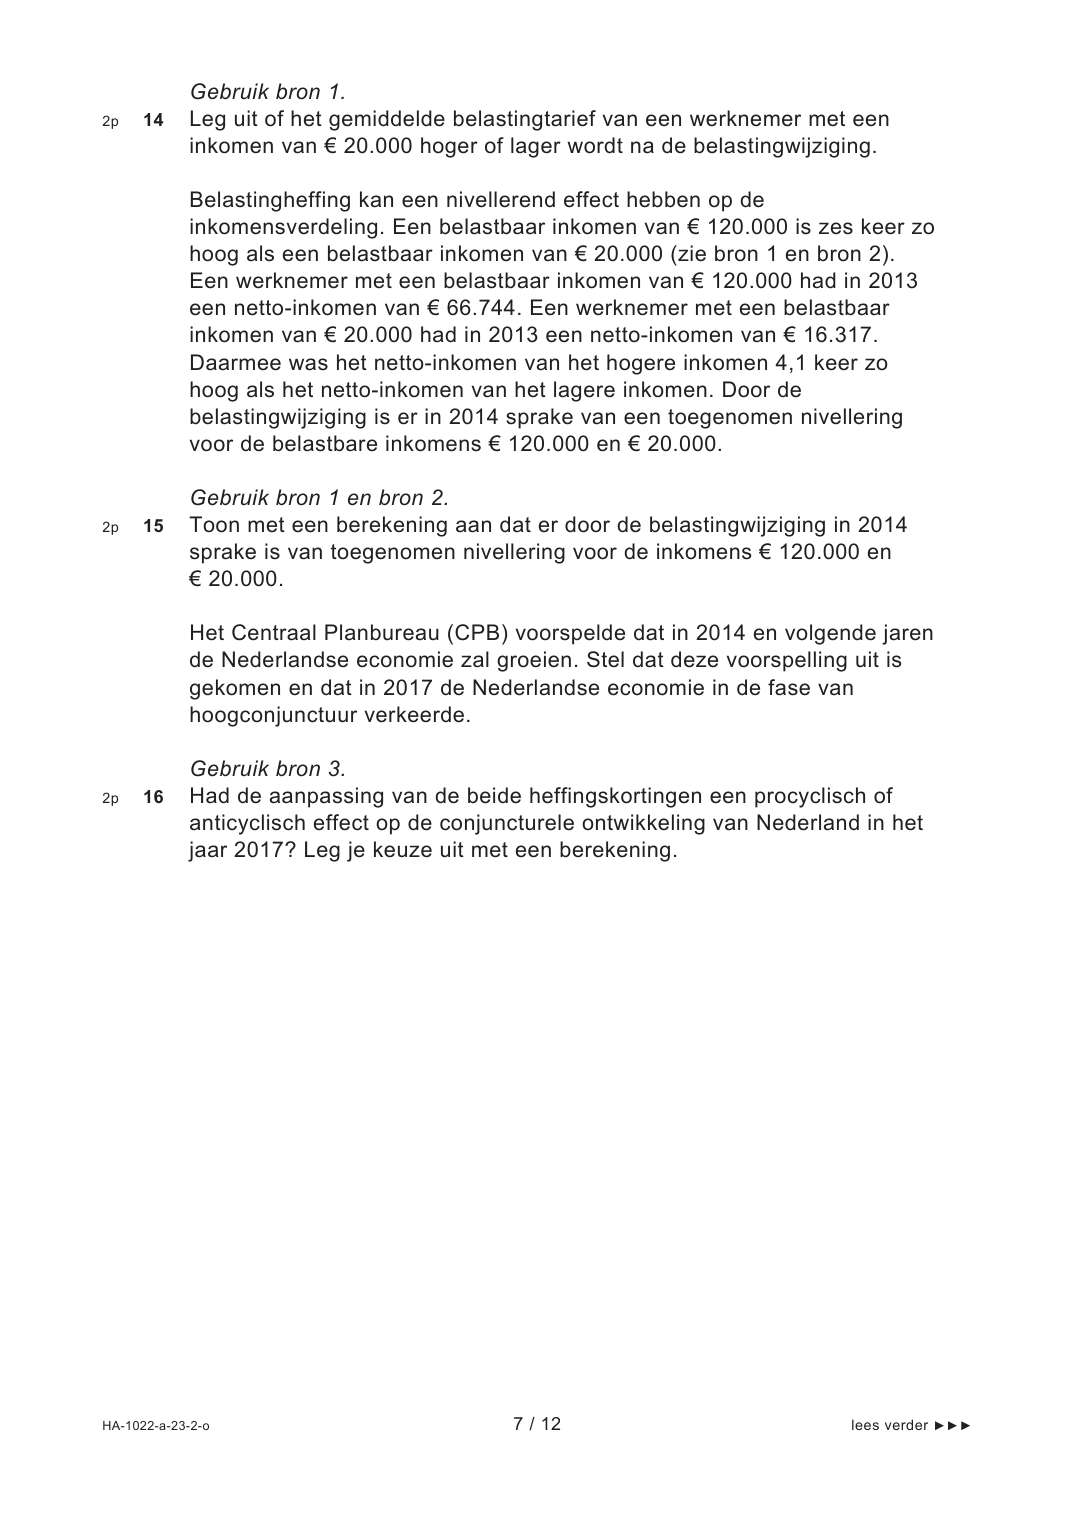 Gebruik bron 1.
2p 14 Leg uit of het gemiddelde belastingtarief van een werknemer met een
inkomen van € 20.000 hoger of lager wordt na de belastingwijziging.
Belastingheffing kan een nivellerend effect hebben op de
inkomensverdeling. Een belastbaar inkomen van € 120.000 is zes keer zo
hoog als een belastbaar inkomen van € 20.000 (zie bron 1 en bron 2).
Een werknemer met een belastbaar inkomen van € 120.000 had in 2013
een netto-inkomen van € 66.744. Een werknemer met een belastbaar
inkomen van € 20.000 had in 2013 een netto-inkomen van € 16.317.
Daarmee was het netto-inkomen van het hogere inkomen 4,1 keer zo
hoog als het netto-inkomen van het lagere inkomen. Door de
belastingwijziging is er in 2014 sprake van een toegenomen nivellering
voor de belastbare inkomens € 120.000 en € 20.000.
Gebruik bron 1 en bron 2.
2p 15 Toon met een berekening aan dat er door de belastingwijziging in 2014
sprake is van toegenomen nivellering voor de inkomens € 120.000 en
€ 20.000.
Het Centraal Planbureau (CPB) voorspelde dat in 2014 en volgende jaren
de Nederlandse economie zal groeien. Stel dat deze voorspelling uit is
gekomen en dat in 2017 de Nederlandse economie in de fase van
hoogconjunctuur verkeerde.
Gebruik bron 3.
2p 16 Had de aanpassing van de beide heffingskortingen een procyclisch of
anticyclisch effect op de conjuncturele ontwikkeling van Nederland in het
jaar 2017? Leg je keuze uit met een berekening.
HA-1022-a-23-2-o 7 / 12 lees verder ►►►